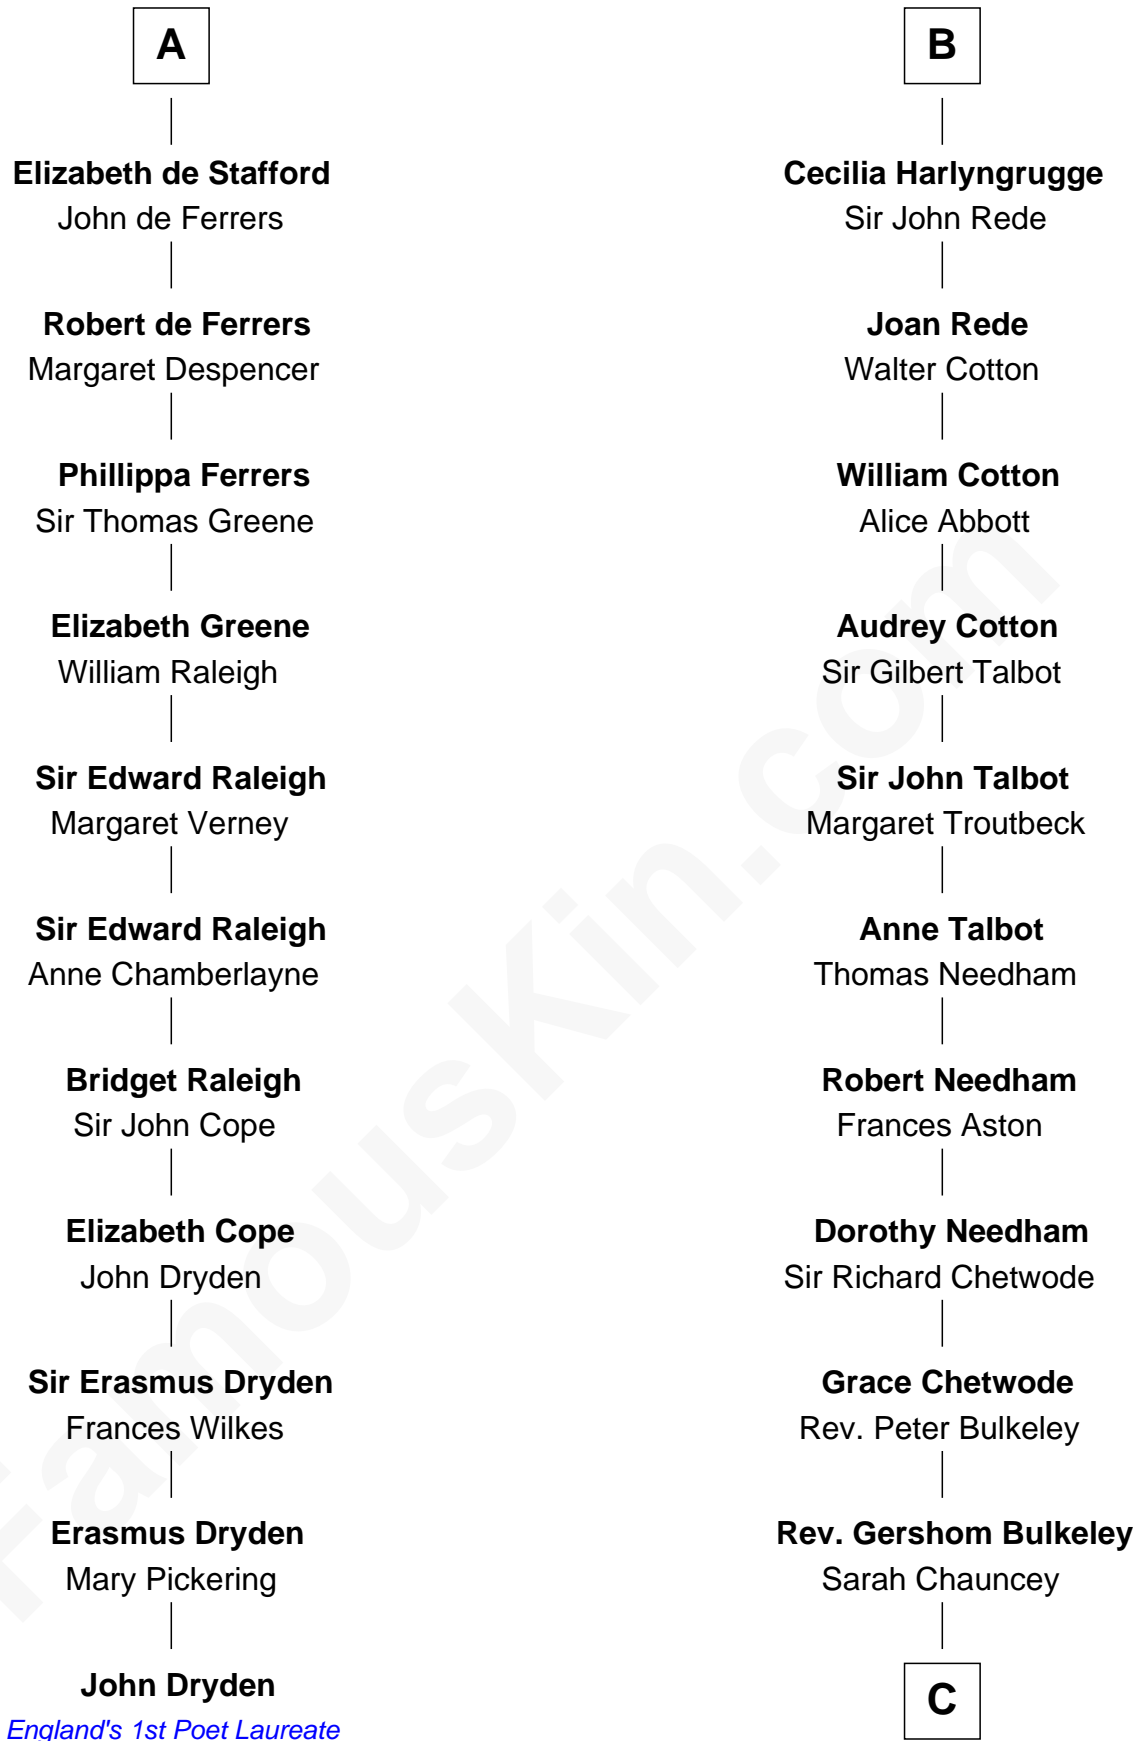 A
Elizabeth de Stafford
John de Ferrers
Robert de Ferrers
Margaret Despencer
Phillippa Ferrers
Sir Thomas Greene
Elizabeth Greene
William Raleigh
Sir Edward Raleigh
Margaret Verney
Sir Edward Raleigh
Anne Chamberlayne
Bridget Raleigh
Sir John Cope
Elizabeth Cope
John Dryden
Sir Erasmus Dryden
Frances Wilkes
Erasmus Dryden
Mary Pickering
John Dryden
England's 1st Poet Laureate
B
Cecilia Harlyngrugge
Sir John Rede
Joan Rede
Walter Cotton
William Cotton
Alice Abbott
Audrey Cotton
Sir Gilbert Talbot
Sir John Talbot
Margaret Troutbeck
Anne Talbot
Thomas Needham
Robert Needham
Frances Aston
Dorothy Needham
Sir Richard Chetwode
Grace Chetwode
Rev. Peter Bulkeley
Rev. Gershom Bulkeley
Sarah Chauncey
C
FamousKin.com